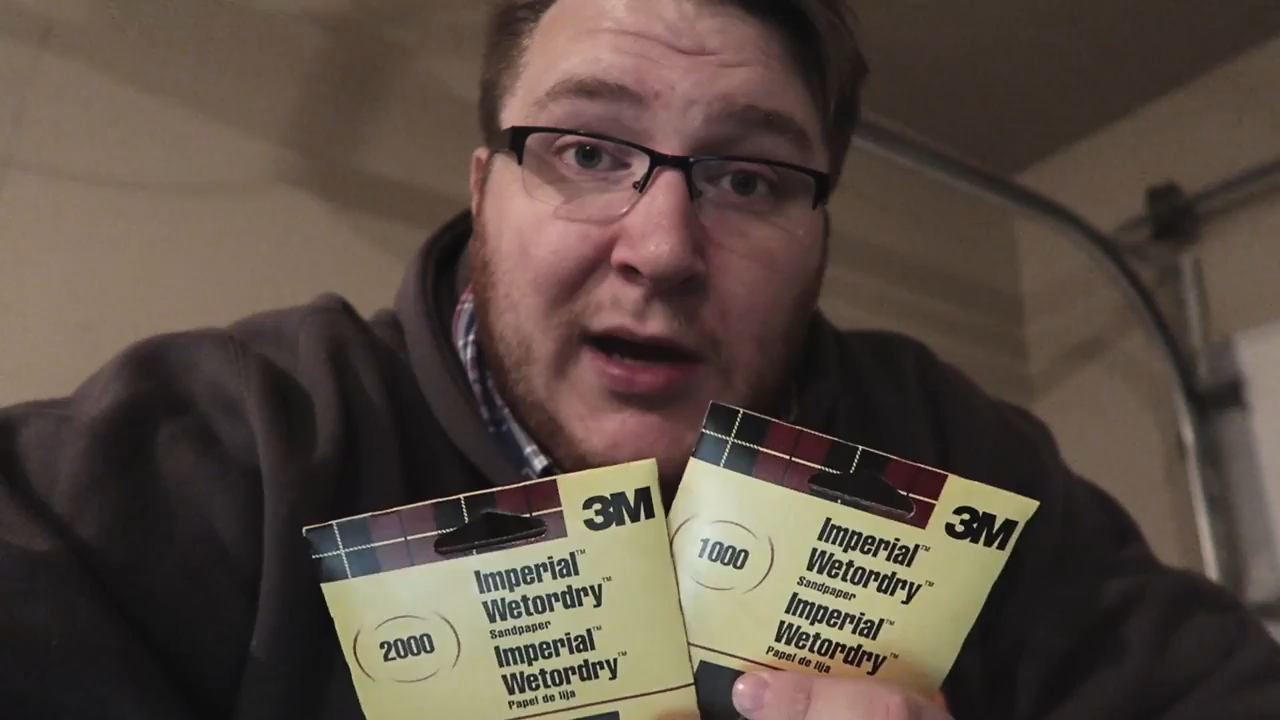 3M
Imperial™
Wetordry™
Sandpaper
2000
Imperial™
Wetordry™
Papel de lija
3M
Imperial™
Wetordry™
Sandpaper
1000
Imperial™
Wetordry™
Papel de lija